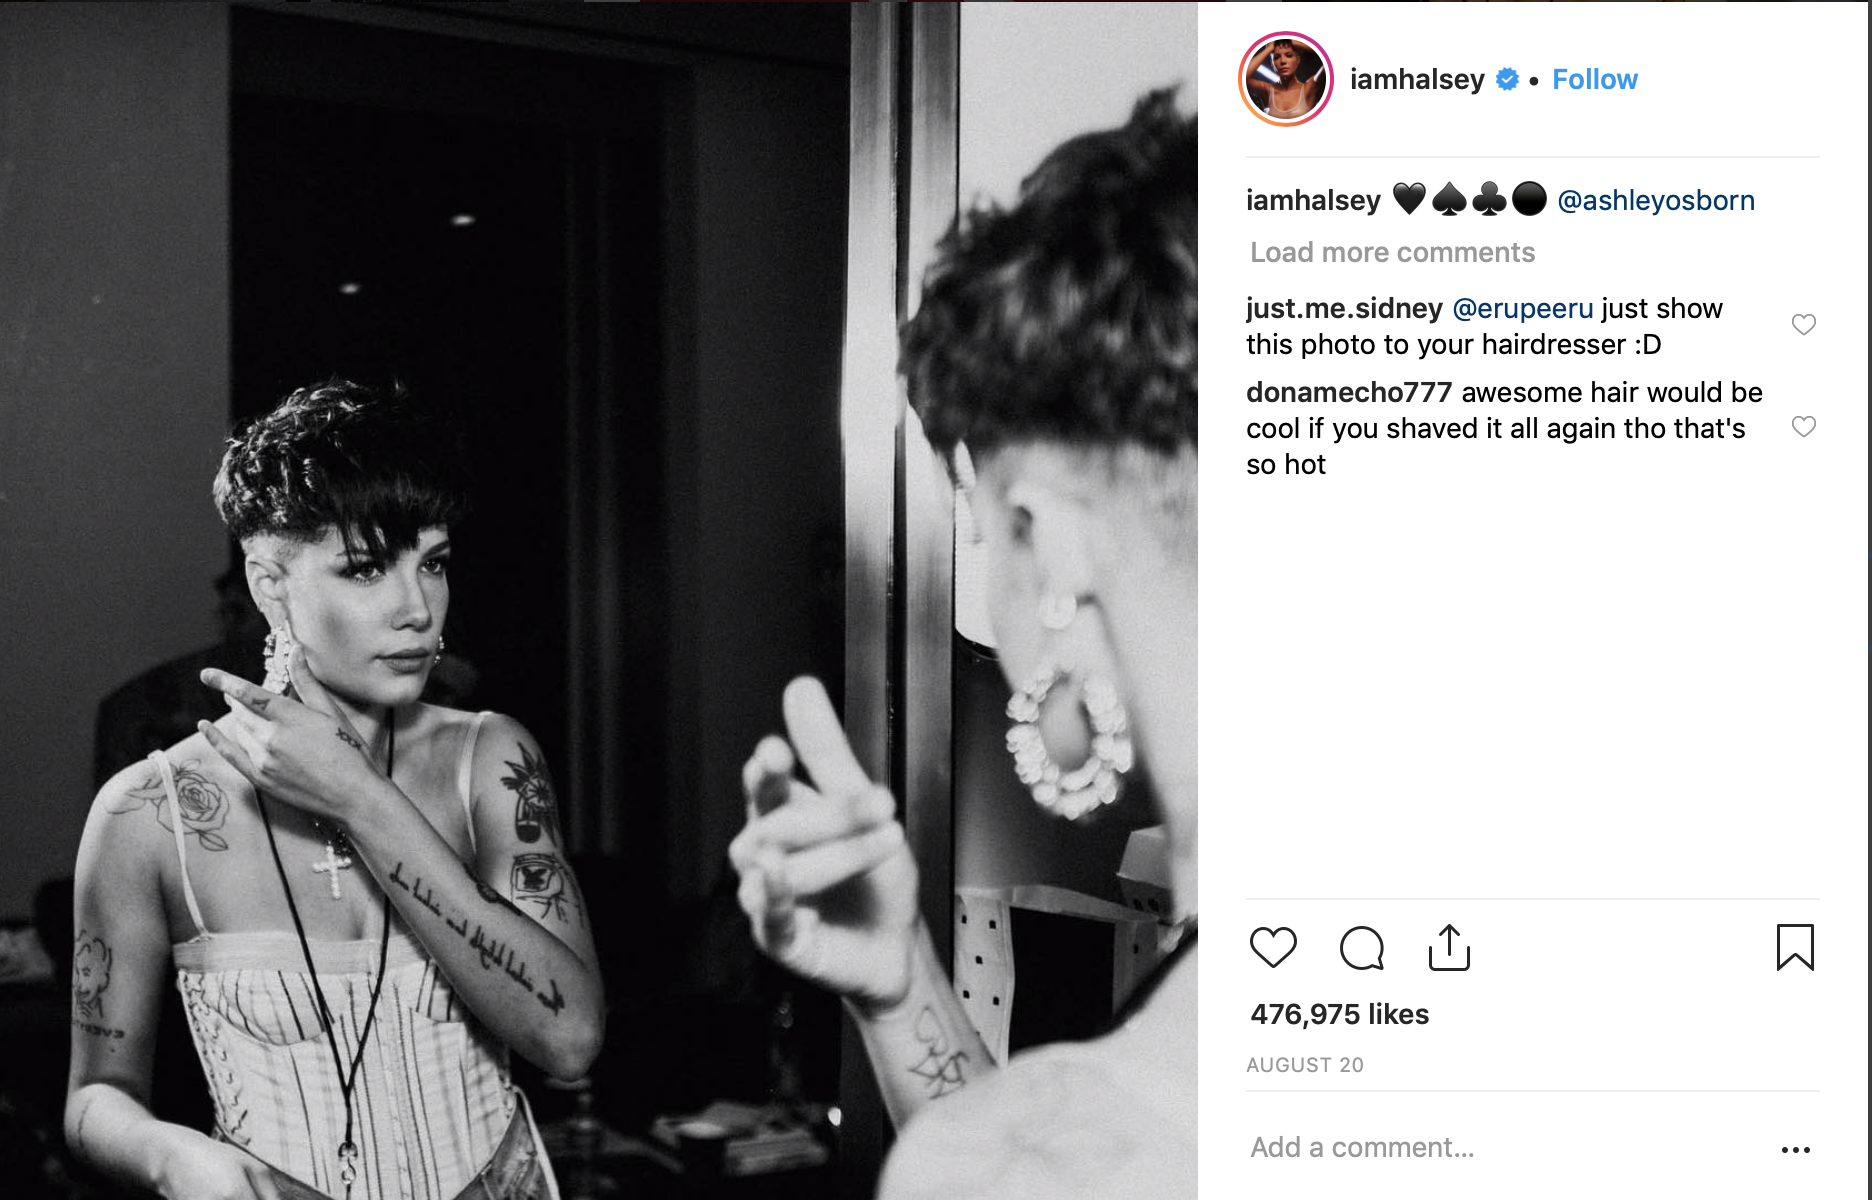 iamhalsey • Follow
iamhalsey 🖤♠️♣️⚫ @ashleyosborn
Load more comments
just.me.sidney @erupeeru just show
this photo to your hairdresser :D
donamecho777 awesome hair would be
cool if you shaved it all again tho that's
so hot
476,975 likes
AUGUST 20
Add a comment...